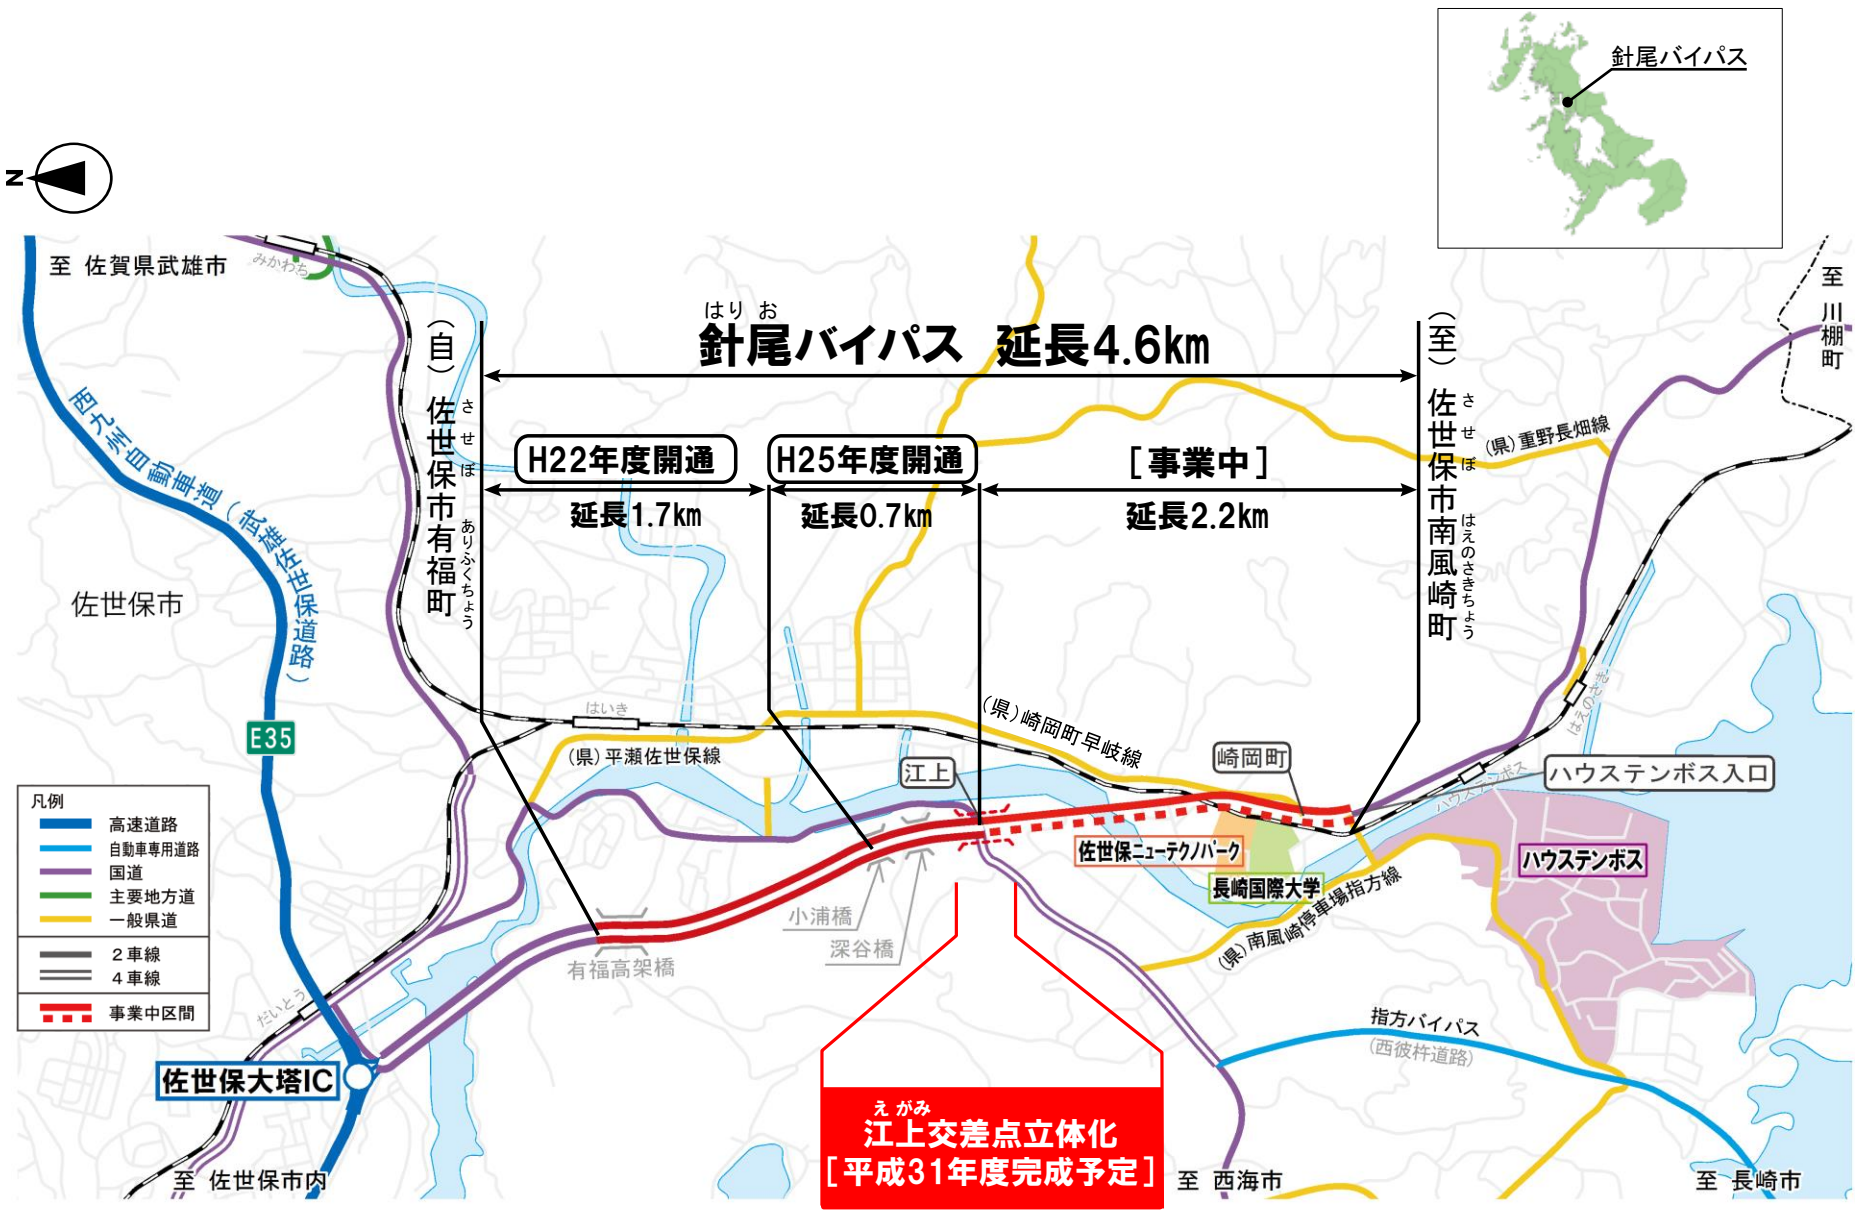 針尾バイパス
N
至 佐賀県武雄市
みかわち
至 川棚町
はり お
針尾バイパス 延長4.6km
(自) 佐世保市有福町
させぼ
ありふくちょう
(至) 佐世保市南風崎町
させぼ
はえのさきちょう
H22年度開通
延長1.7km
H25年度開通
延長0.7km
[事業中]
延長2.2km
(県)重野長畑線
西九州自動車道(武雄佐世保道路)
佐世保市
E35
はいき
(県)平瀬佐世保線
(県)崎岡町早岐線
江上
崎岡町
はえのさき
ハウステンボス
ハウステンボス入口
凡例
高速道路
自動車専用道路
国道
主要地方道
一般県道
2車線
4車線
事業中区間
佐世保ニューテクノパーク
長崎国際大学
ハウステンボス
小浦橋
深谷橋
有福高架橋
(県)南風崎停車場指方線
だいとう
佐世保大塔IC
指方バイパス
(西彼杵道路)
え がみ
江上交差点立体化
[平成31年度完成予定]
至 佐世保市内
至 西海市
至 長崎市